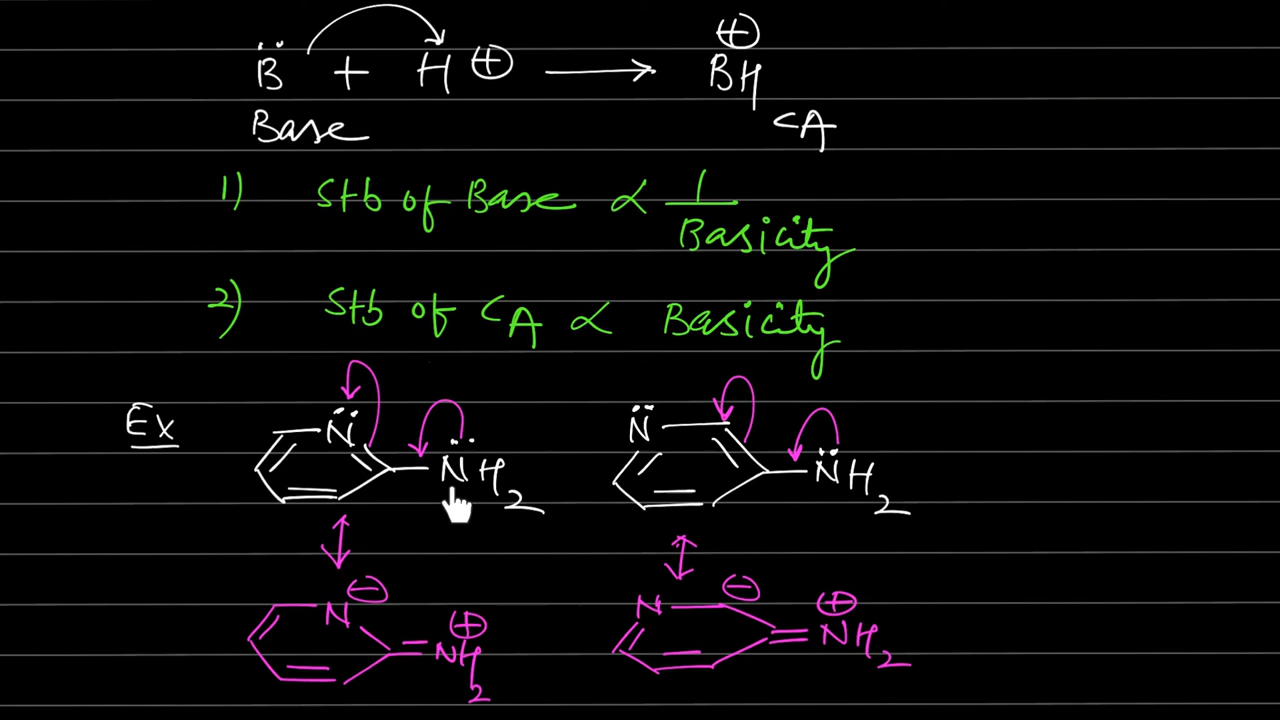 B̈ + H ⊕ ⟶ BH ⊕
Base CA
1) Stb of Base ∝ 1/Basicity
2) Stb of CA ∝ Basicity
Ex N̈ N̈H2 N̈ N̈H2
N ⊖ NH2 ⊕ N ⊖ NH2 ⊕